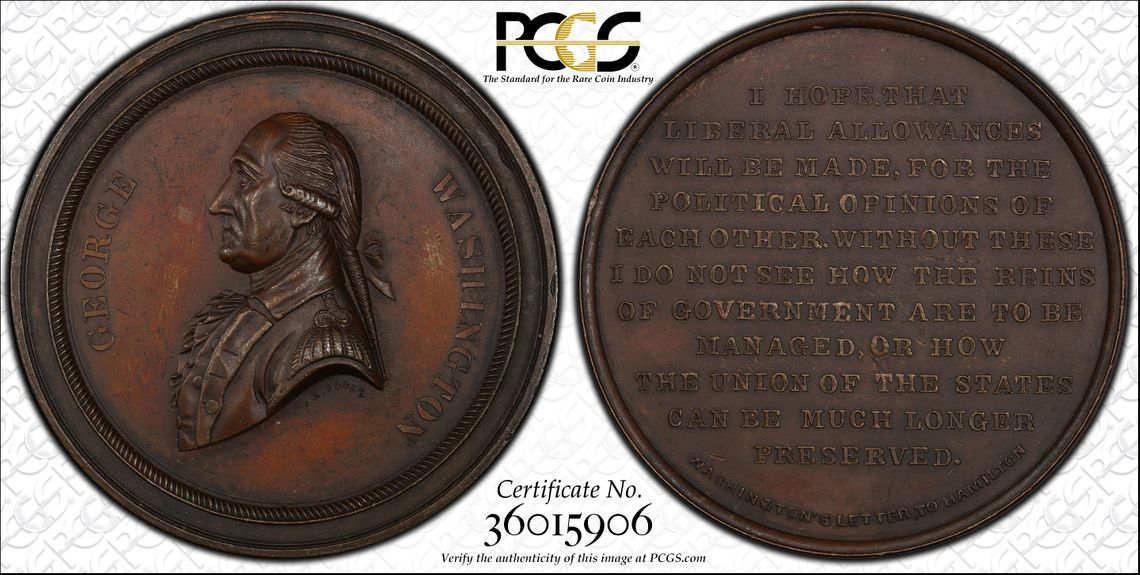 PCGS®
The Standard for the Rare Coin Industry
GEORGE WASHINGTON
J.A. BOLEN
I HOPE, THAT
LIBERAL ALLOWANCES
WILL BE MADE, FOR THE
POLITICAL OPINIONS OF
EACH OTHER. WITHOUT THESE
I DO NOT SEE HOW THE REINS
OF GOVERNMENT ARE TO BE
MANAGED, OR HOW
THE UNION OF THE STATES
CAN BE MUCH LONGER
PRESERVED.
WASHINGTON'S LETTER, TO HAMILTON
Certificate No.
36015906
Verify the authenticity of this image at PCGS.com